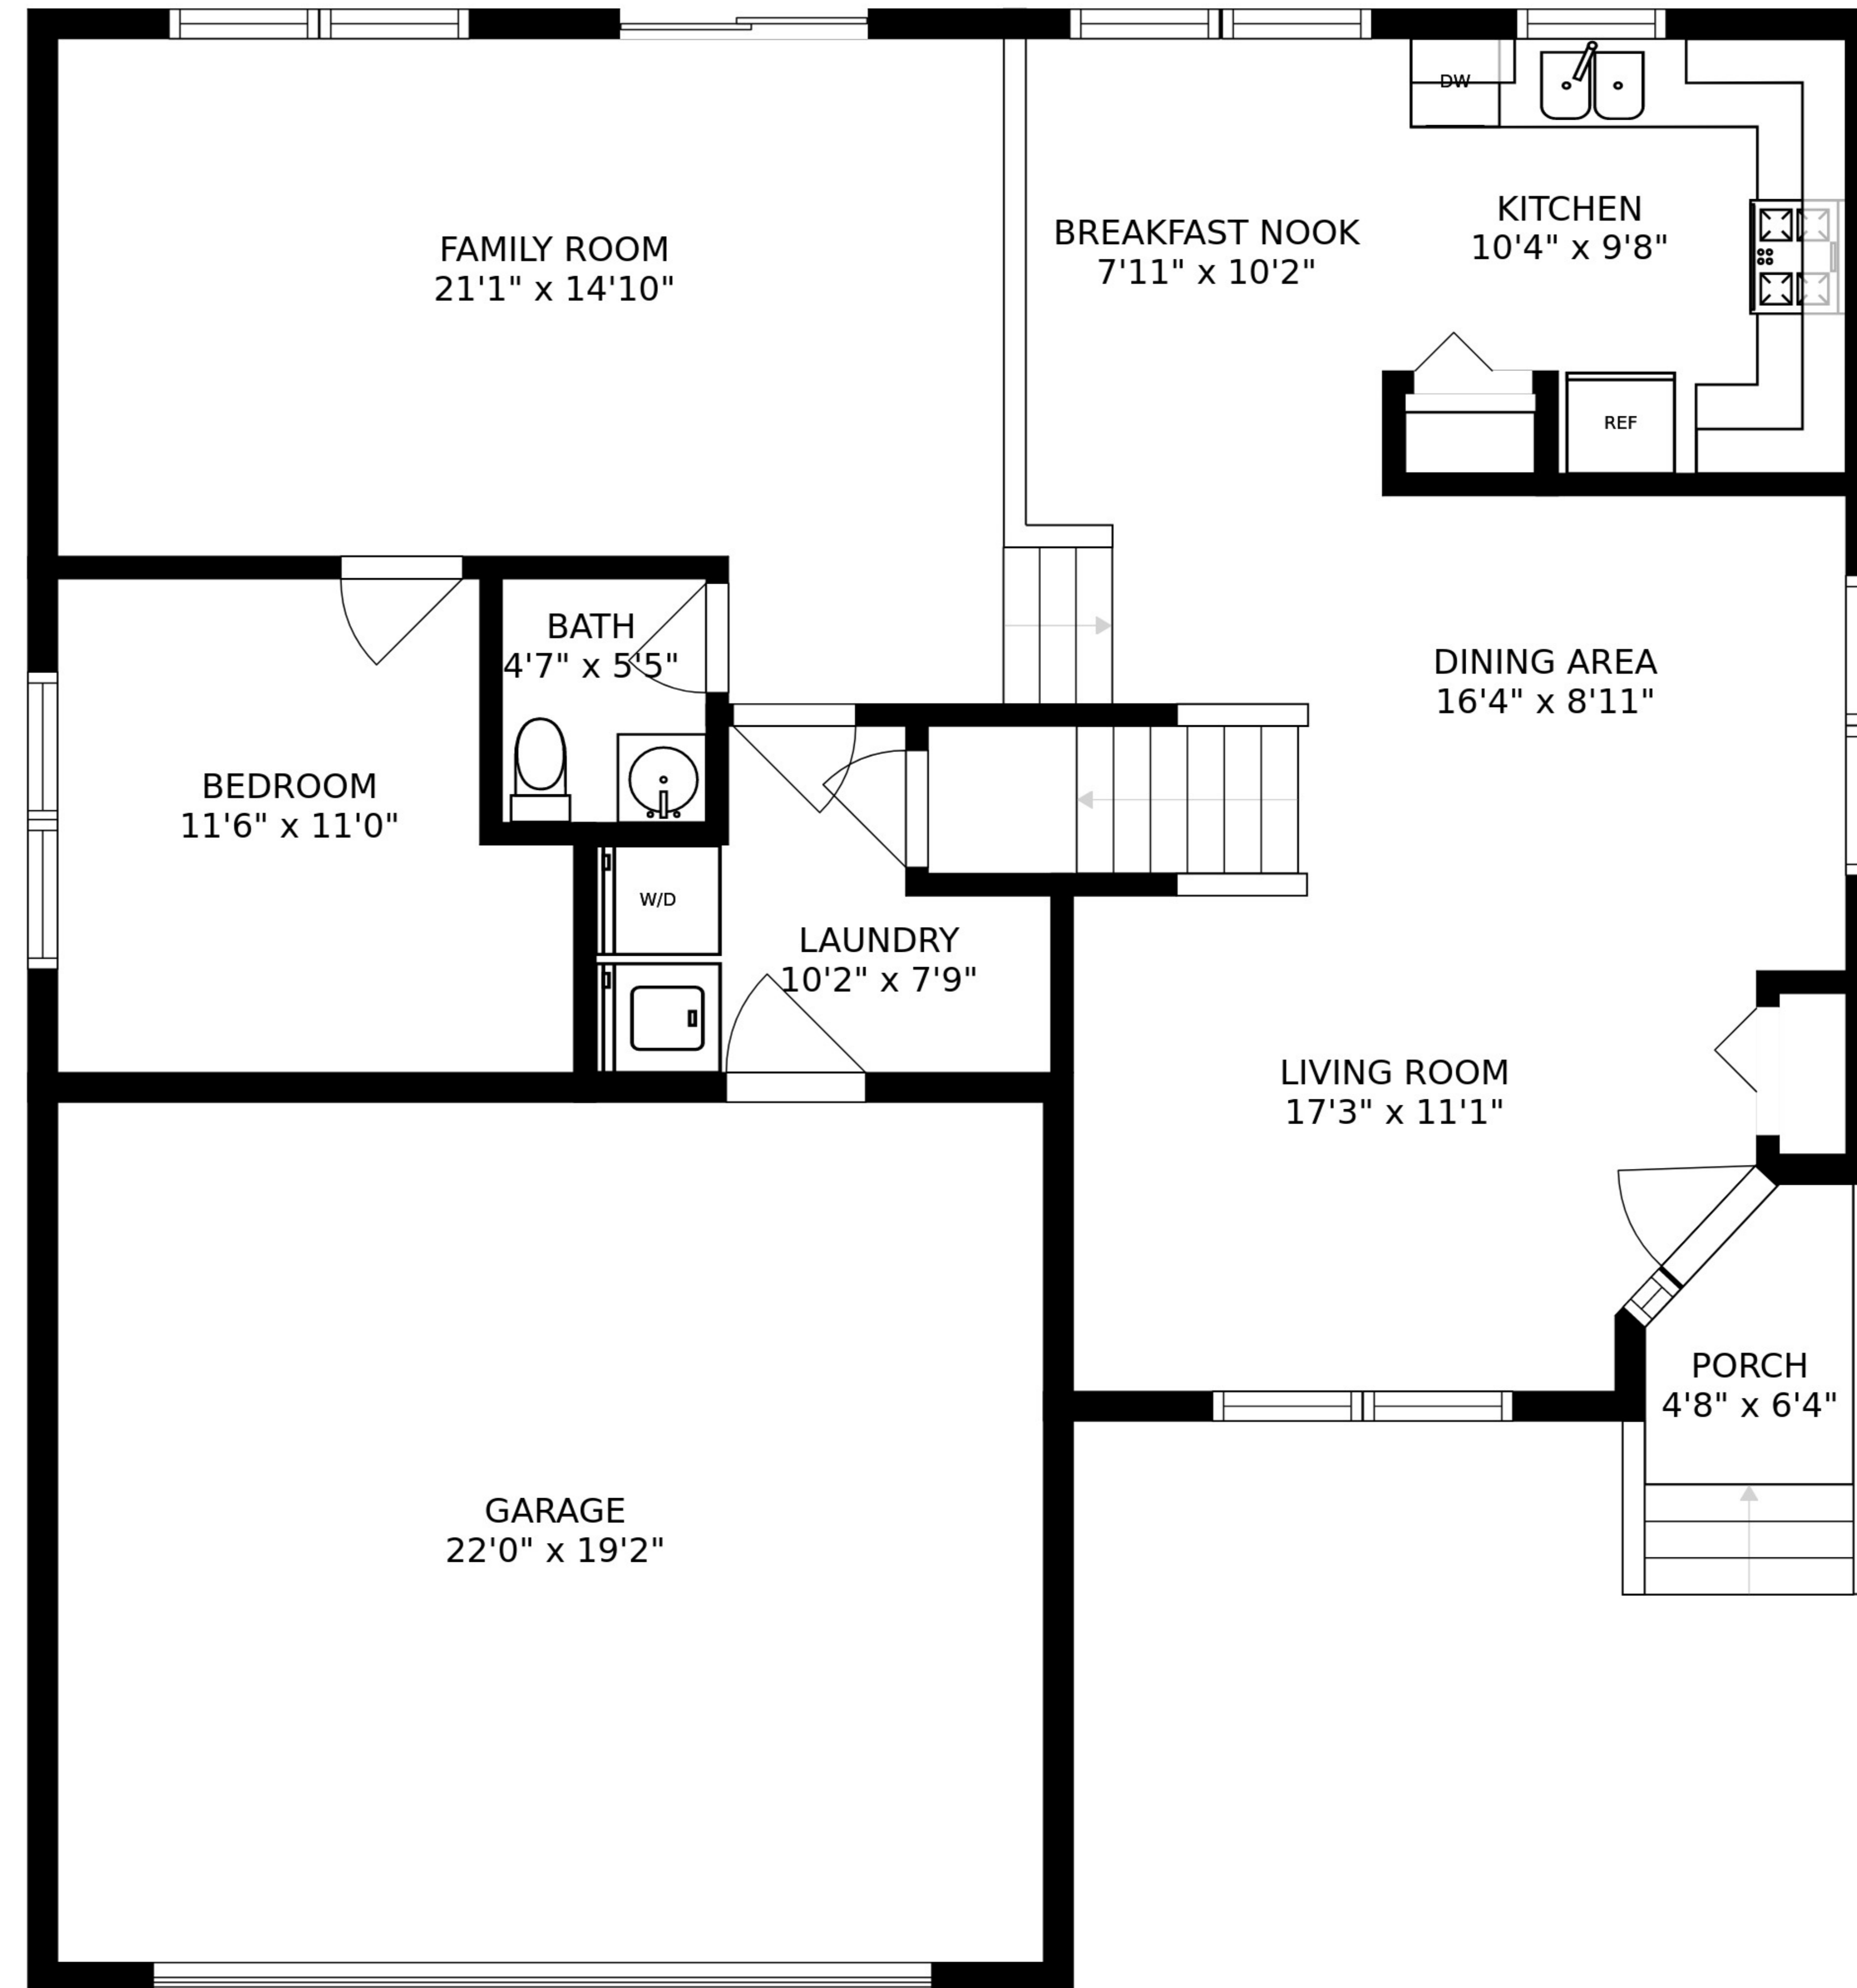 DW
KITCHEN
10'4" x 9'8"
BREAKFAST NOOK
7'11" x 10'2"
FAMILY ROOM
21'1" x 14'10"
REF
BATH
4'7" x 5'5"
DINING AREA
16'4" x 8'11"
BEDROOM
11'6" x 11'0"
W/D
LAUNDRY
10'2" x 7'9"
LIVING ROOM
17'3" x 11'1"
PORCH
4'8" x 6'4"
GARAGE
22'0" x 19'2"